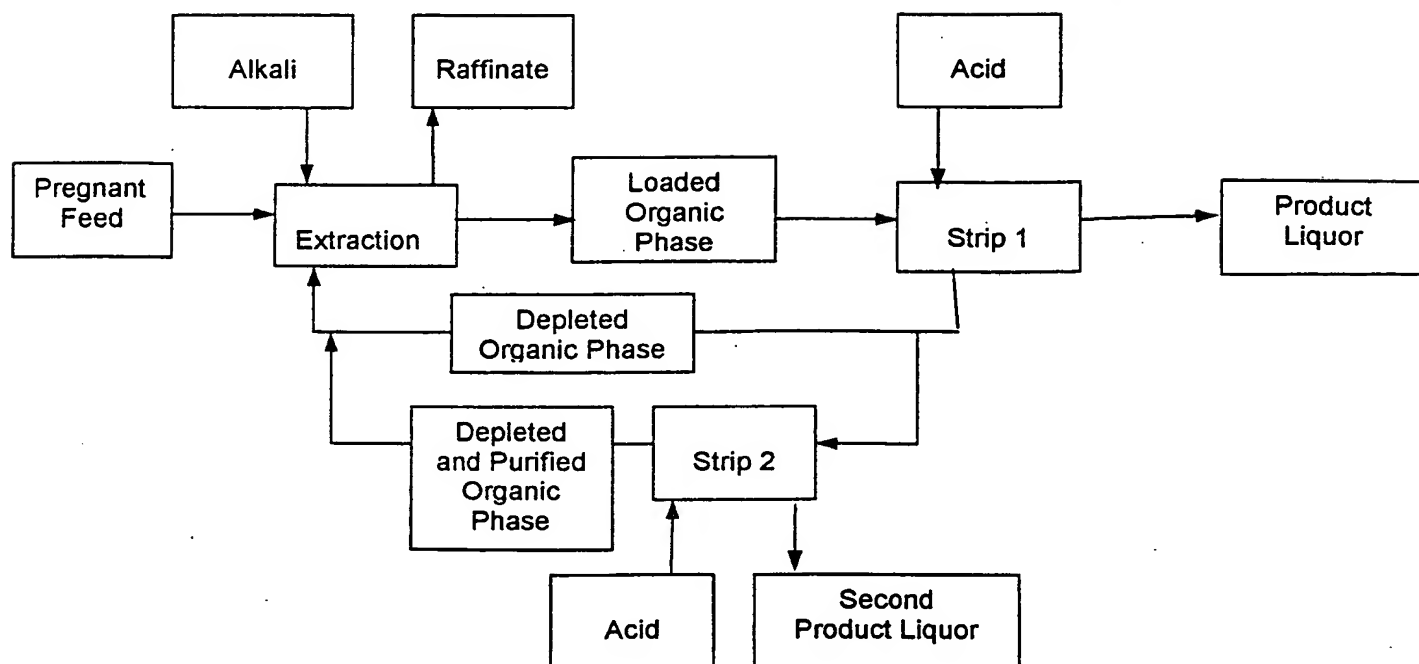 Alkali
Raffinate
Acid
Pregnant
Feed
Extraction
Loaded
Organic
Phase
Strip 1
Product
Liquor
Depleted
Organic Phase
Depleted
and Purified
Organic
Phase
Strip 2
Acid
Second
Product Liquor